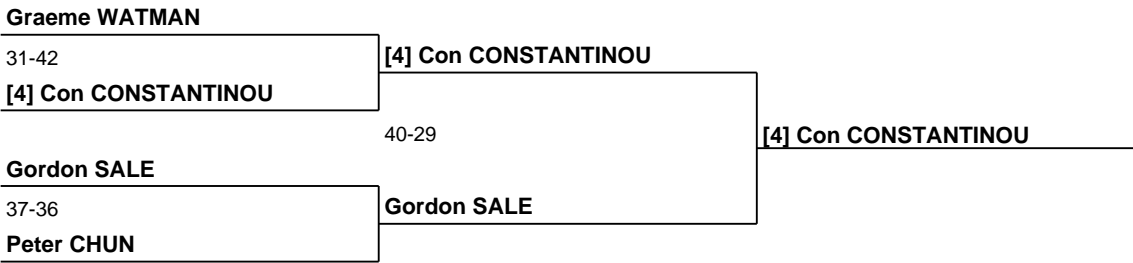 Graeme WATMAN
31-42
[4] Con CONSTANTINOU
[4] Con CONSTANTINOU
40-29
[4] Con CONSTANTINOU
Gordon SALE
37-36
Gordon SALE
Peter CHUN